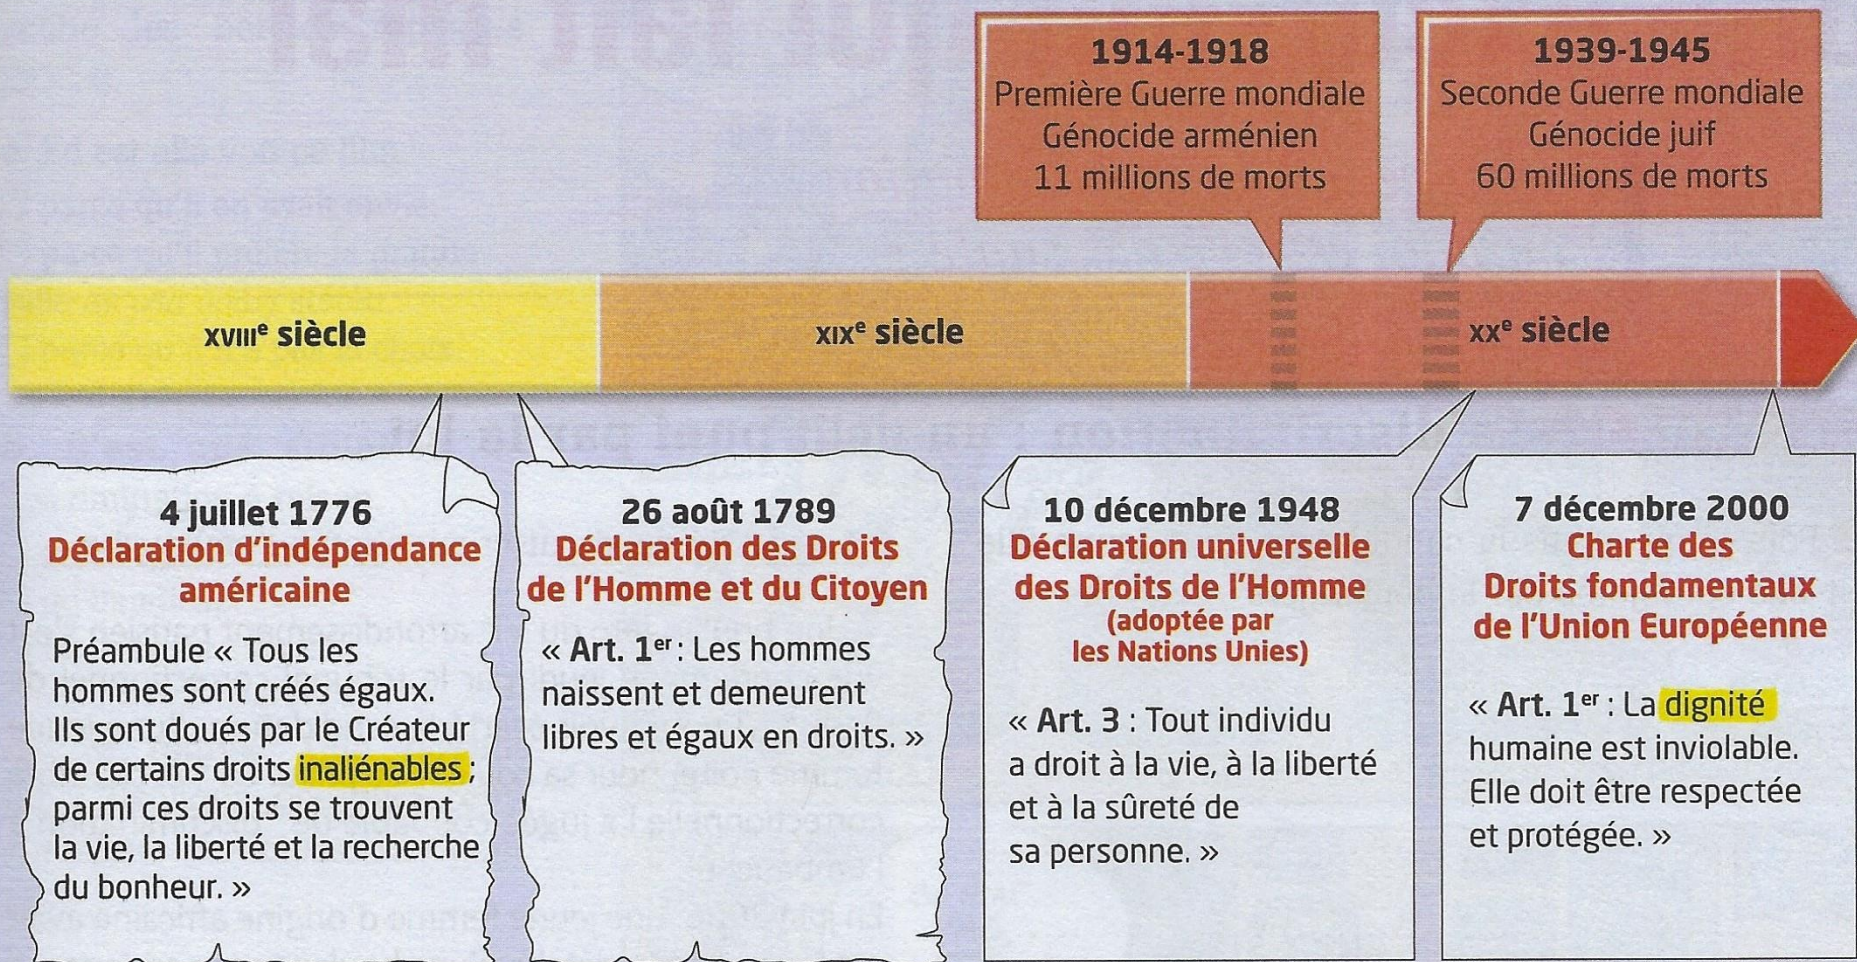 1914-1918
Première Guerre mondiale
Génocide arménien
11 millions de morts
1939-1945
Seconde Guerre mondiale
Génocide juif
60 millions de morts
XVIIIe siècle
XIXe siècle
XXe siècle
4 juillet 1776
Déclaration d'indépendance
américaine
Préambule « Tous les
hommes sont créés égaux.
Ils sont doués par le Créateur
de certains droits inaliénables ;
parmi ces droits se trouvent
la vie, la liberté et la recherche
du bonheur. »
26 août 1789
Déclaration des Droits
de l'Homme et du Citoyen
« Art. 1er : Les hommes
naissent et demeurent
libres et égaux en droits. »
10 décembre 1948
Déclaration universelle
des Droits de l'Homme
(adoptée par
les Nations Unies)
« Art. 3 : Tout individu
a droit à la vie, à la liberté
et à la sûreté de
sa personne. »
7 décembre 2000
Charte des
Droits fondamentaux
de l'Union Européenne
« Art. 1er : La dignité
humaine est inviolable.
Elle doit être respectée
et protégée. »